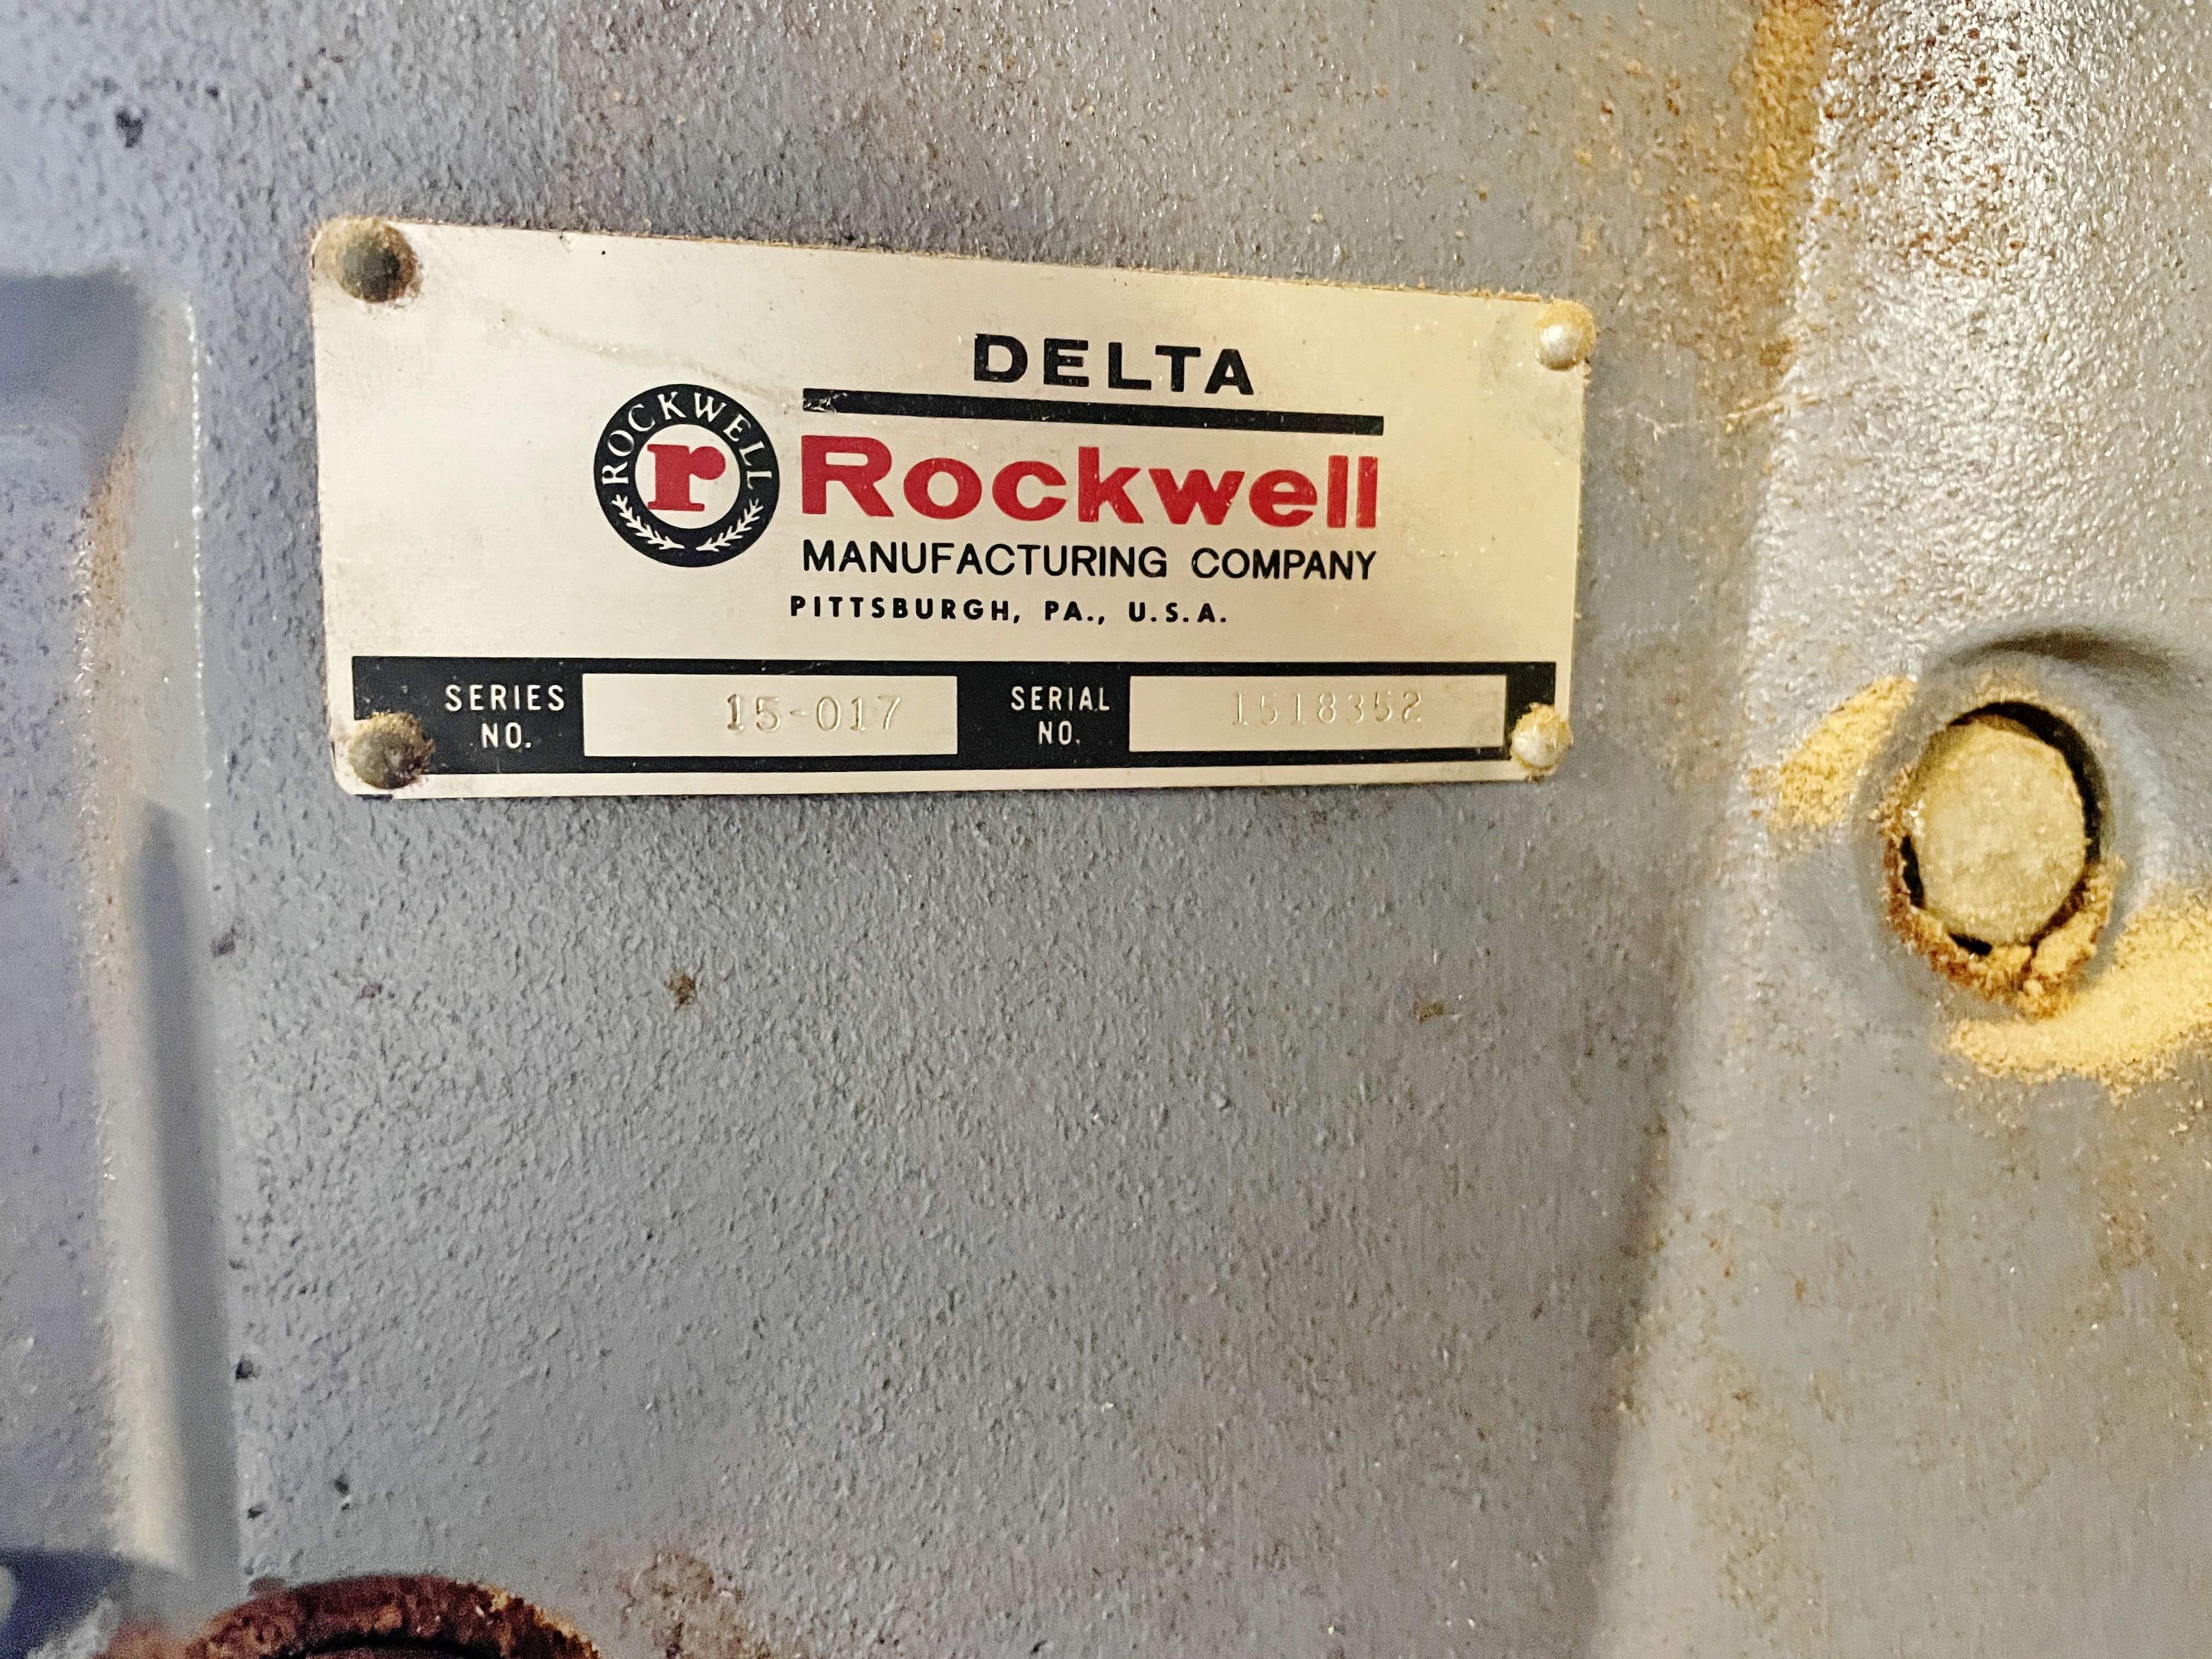 DELTA
ROCKWELL
r
Rockwell
MANUFACTURING COMPANY
PITTSBURGH, PA., U.S.A.
SERIES NO. 15-017 SERIAL NO. 1518352